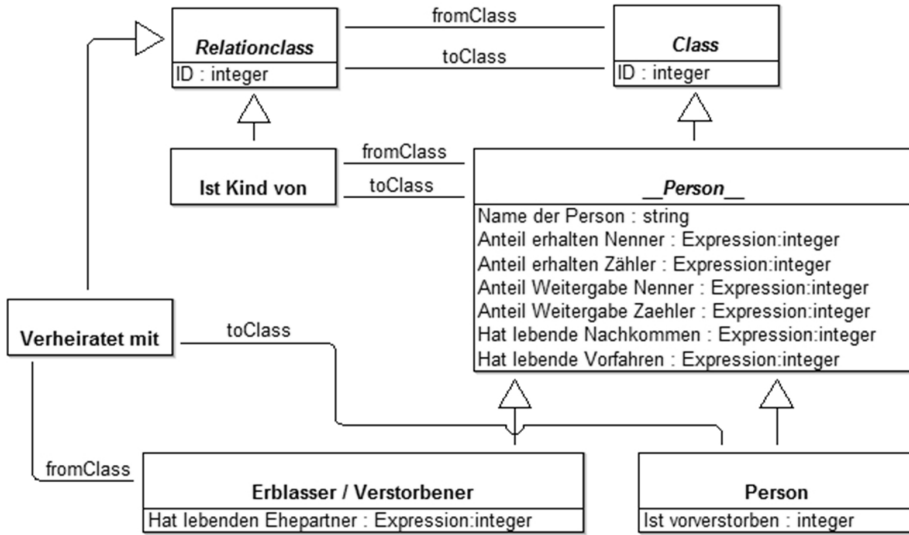 fromClass
Relationclass
Class
toClass
ID : integer
ID : integer
fromClass
Ist Kind von
toClass
__Person__
Name der Person : string
Anteil erhalten Nenner : Expression:integer
Anteil erhalten Zähler : Expression:integer
Anteil Weitergabe Nenner : Expression:integer
Anteil Weitergabe Zaehler : Expression:integer
Hat lebende Nachkommen : Expression:integer
Hat lebende Vorfahren : Expression:integer
Verheiratet mit
toClass
fromClass
Erblasser / Verstorbener
Hat lebenden Ehepartner : Expression:integer
Person
Ist vorverstorben : integer